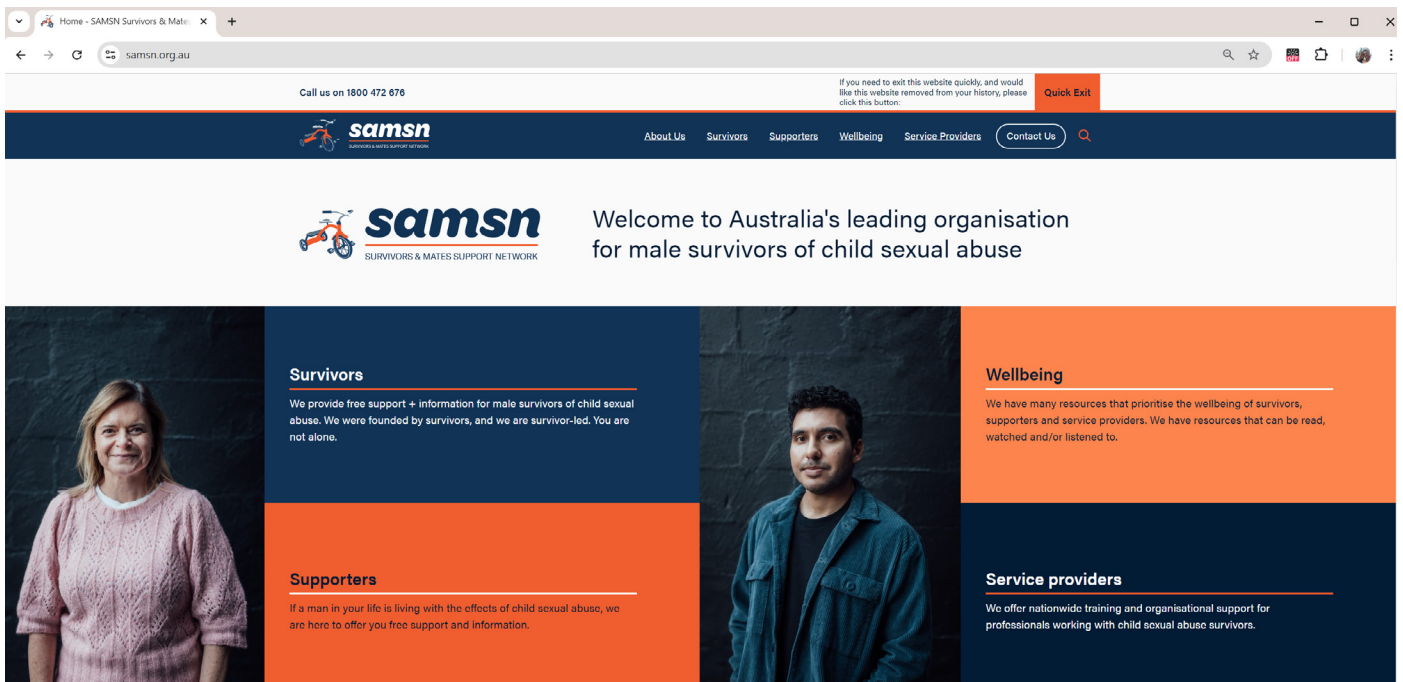 Home - SAMSN Survivors & Mate
samsn.org.au
OFF
Call us on 1800 472 676
If you need to exit this website quickly, and would
like this website removed from your history, please
click this button:
Quick Exit
samsn
SURVIVORS & MATES SUPPORT NETWORK
About Us
Survivors
Supporters
Wellbeing
Service Providers
Contact Us
samsn
SURVIVORS & MATES SUPPORT NETWORK
Welcome to Australia's leading organisation
for male survivors of child sexual abuse
Survivors
We provide free support + information for male survivors of child sexual
abuse. We were founded by survivors, and we are survivor-led. You are
not alone.
Supporters
If a man in your life is living with the effects of child sexual abuse, we
are here to offer you free support and information.
Wellbeing
We have many resources that prioritise the wellbeing of survivors,
supporters and service providers. We have resources that can be read,
watched and/or listened to.
Service providers
We offer nationwide training and organisational support for
professionals working with child sexual abuse survivors.